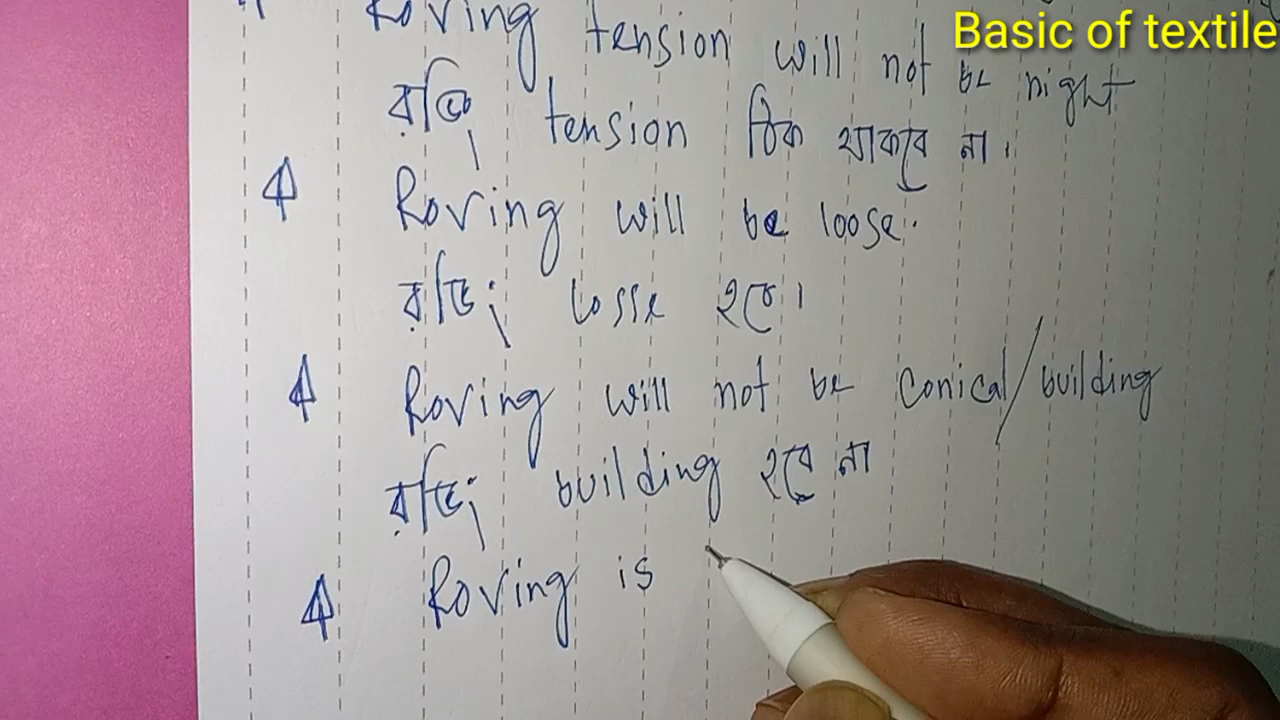 Basic of textile
Roving tension will not be right
রভিং tension ঠিক থাকবে না।
Roving will be loose.
রভিং losse হবে।
Roving will not be conical/building
রভিং building হবে না
Roving is